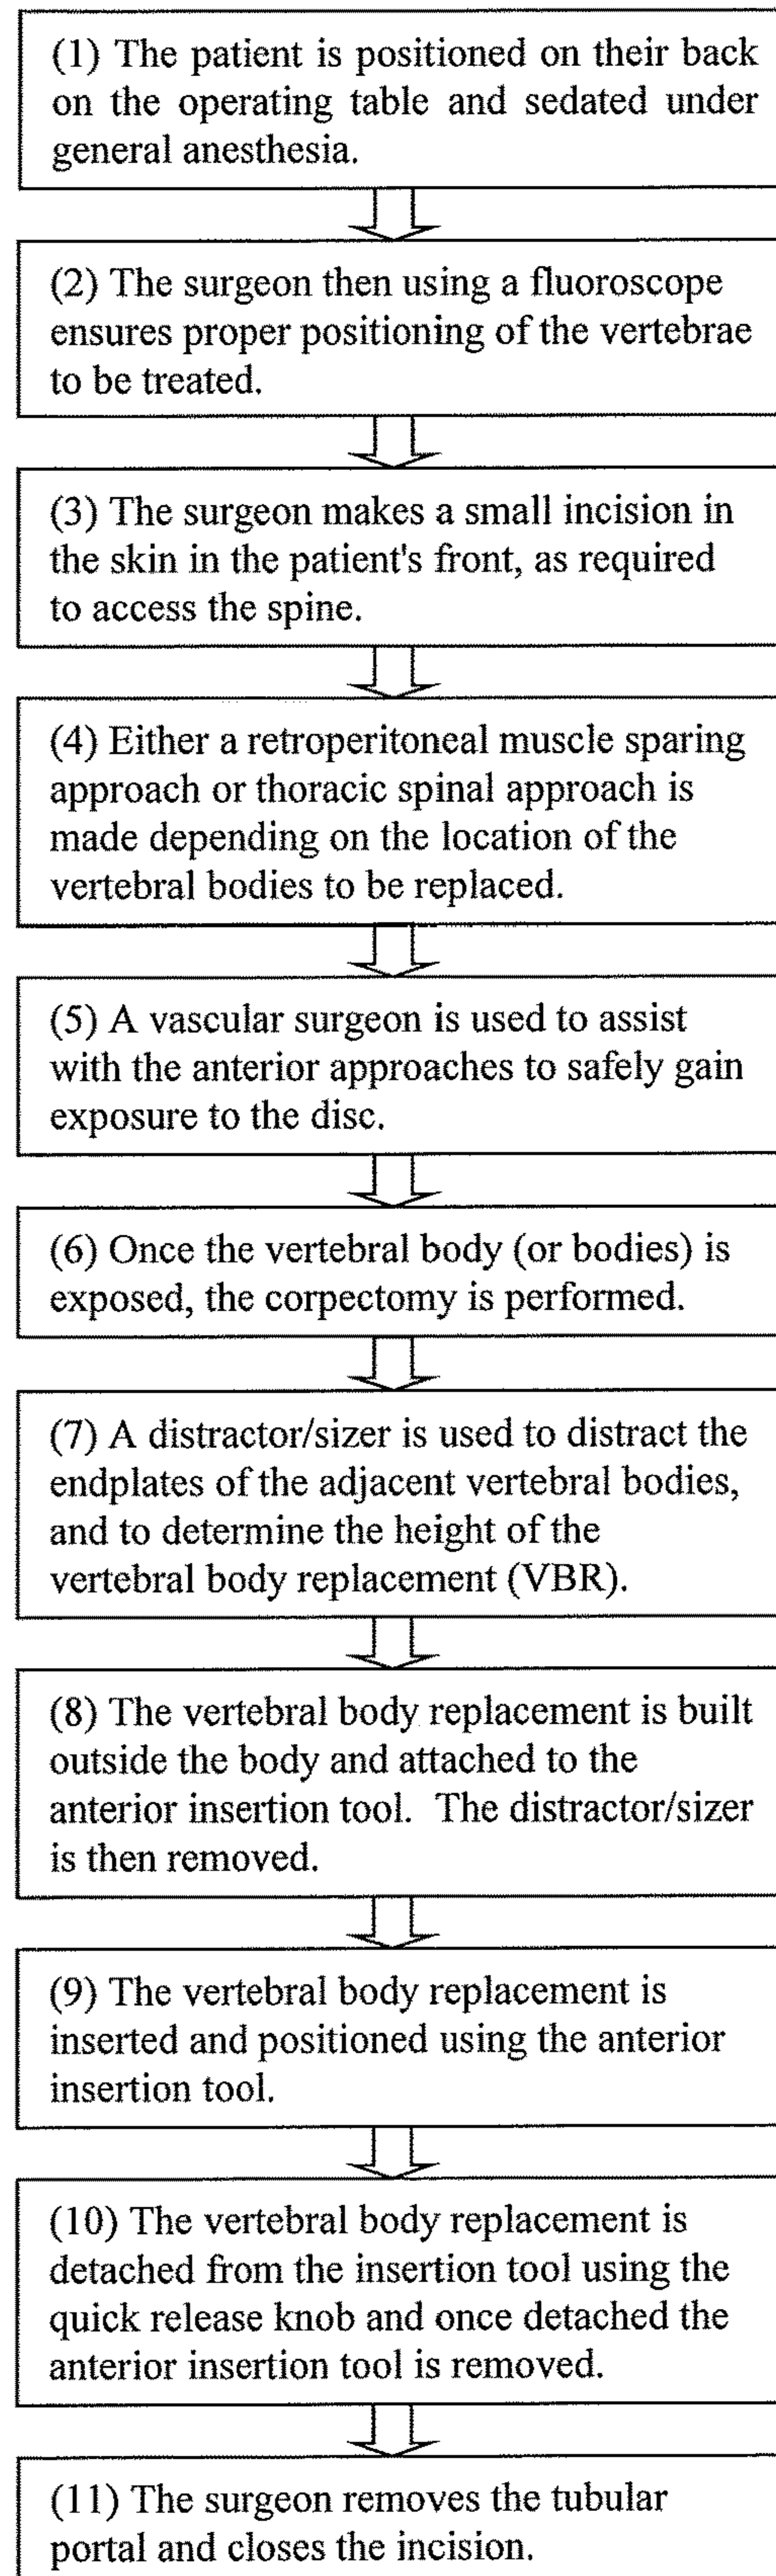 (1) The patient is positioned on their back
on the operating table and sedated under
general anesthesia.
(2) The surgeon then using a fluoroscope
ensures proper positioning of the vertebrae
to be treated.
(3) The surgeon makes a small incision in
the skin in the patient's front, as required
to access the spine.
(4) Either a retroperitoneal muscle sparing
approach or thoracic spinal approach is
made depending on the location of the
vertebral bodies to be replaced.
(5) A vascular surgeon is used to assist
with the anterior approaches to safely gain
exposure to the disc.
(6) Once the vertebral body (or bodies) is
exposed, the corpectomy is performed.
(7) A distractor/sizer is used to distract the
endplates of the adjacent vertebral bodies,
and to determine the height of the
vertebral body replacement (VBR).
(8) The vertebral body replacement is built
outside the body and attached to the
anterior insertion tool.  The distractor/sizer
is then removed.
(9) The vertebral body replacement is
inserted and positioned using the anterior
insertion tool.
(10) The vertebral body replacement is
detached from the insertion tool using the
quick release knob and once detached the
anterior insertion tool is removed.
(11) The surgeon removes the tubular
portal and closes the incision.